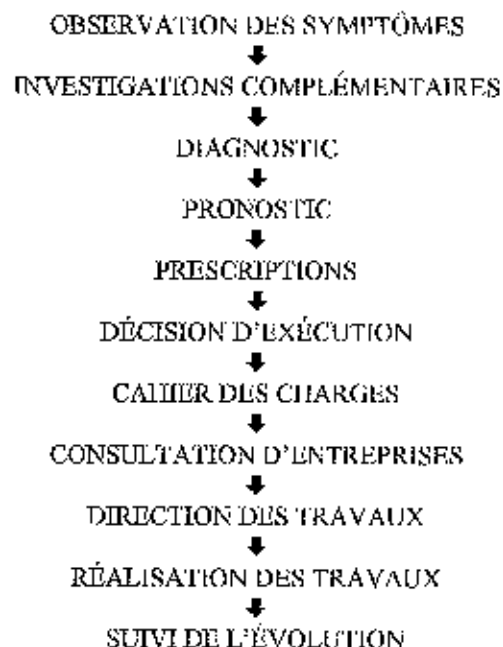 OBSERVATION DES SYMPTÔMES
INVESTIGATIONS COMPLÉMENTAIRES
DIAGNOSTIC
PRONOSTIC
PRESCRIPTIONS
DÉCISION D'EXÉCUTION
CAHIER DES CHARGES
CONSULTATION D'ENTREPRISES
DIRECTION DES TRAVAUX
RÉALISATION DES TRAVAUX
SUIVI DE L'ÉVOLUTION